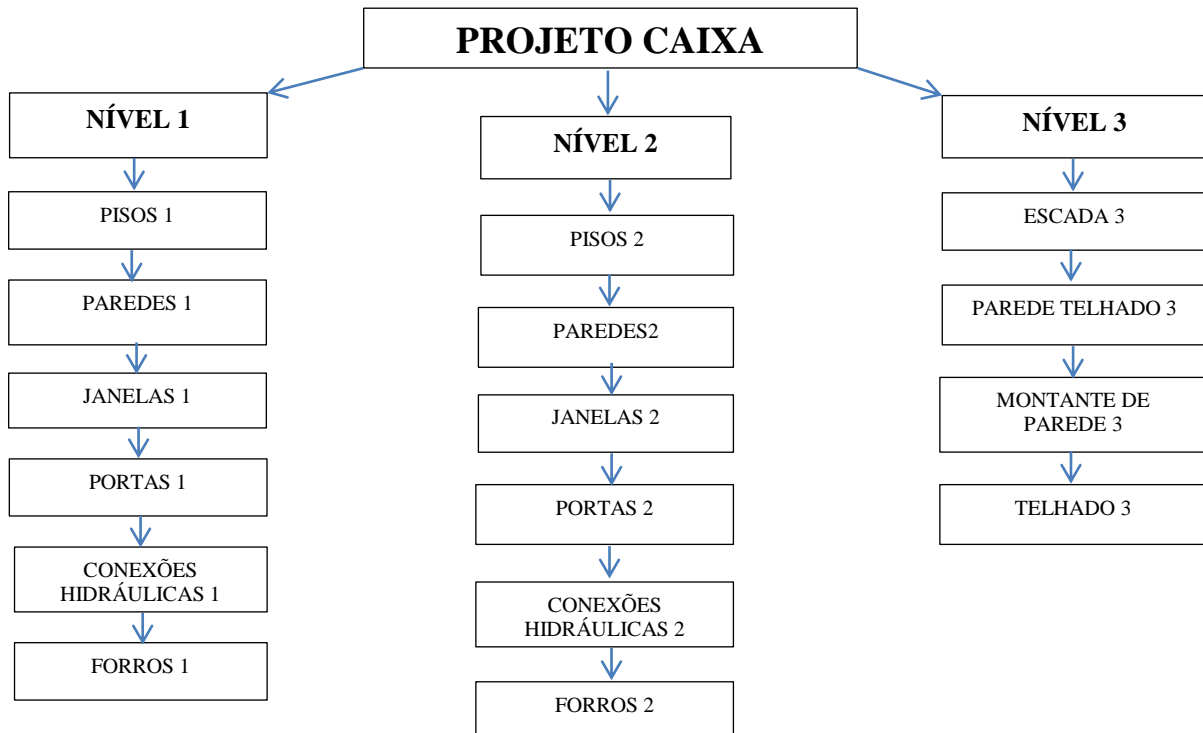 PROJETO CAIXA
NÍVEL 1
PISOS 1
PAREDES 1
JANELAS 1
PORTAS 1
CONEXÕES
HIDRÁULICAS 1
FORROS 1
NÍVEL 2
PISOS 2
PAREDES2
JANELAS 2
PORTAS 2
CONEXÕES
HIDRÁULICAS 2
FORROS 2
NÍVEL 3
ESCADA 3
PAREDE TELHADO 3
MONTANTE DE
PAREDE 3
TELHADO 3